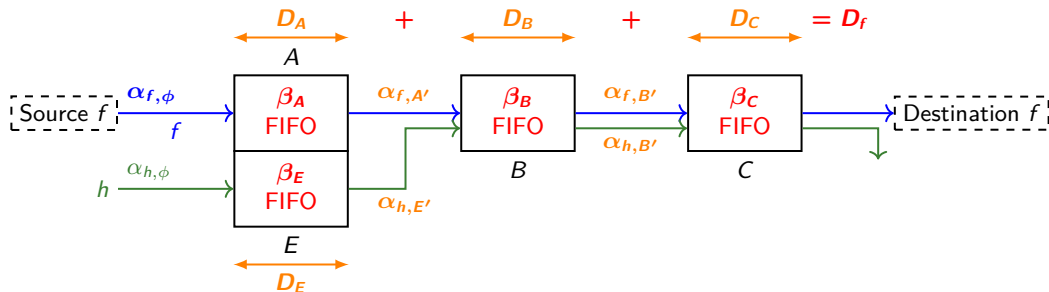 D_A + D_B + D_C = D_f
A
Source f
α_{f,ϕ}
f
β_A
FIFO
α_{f,A′}
β_B
FIFO
α_{f,B′}
β_C
FIFO
Destination f
h
α_{h,ϕ}
β_E
FIFO
α_{h,E′}
α_{h,B′}
B
C
E
D_E